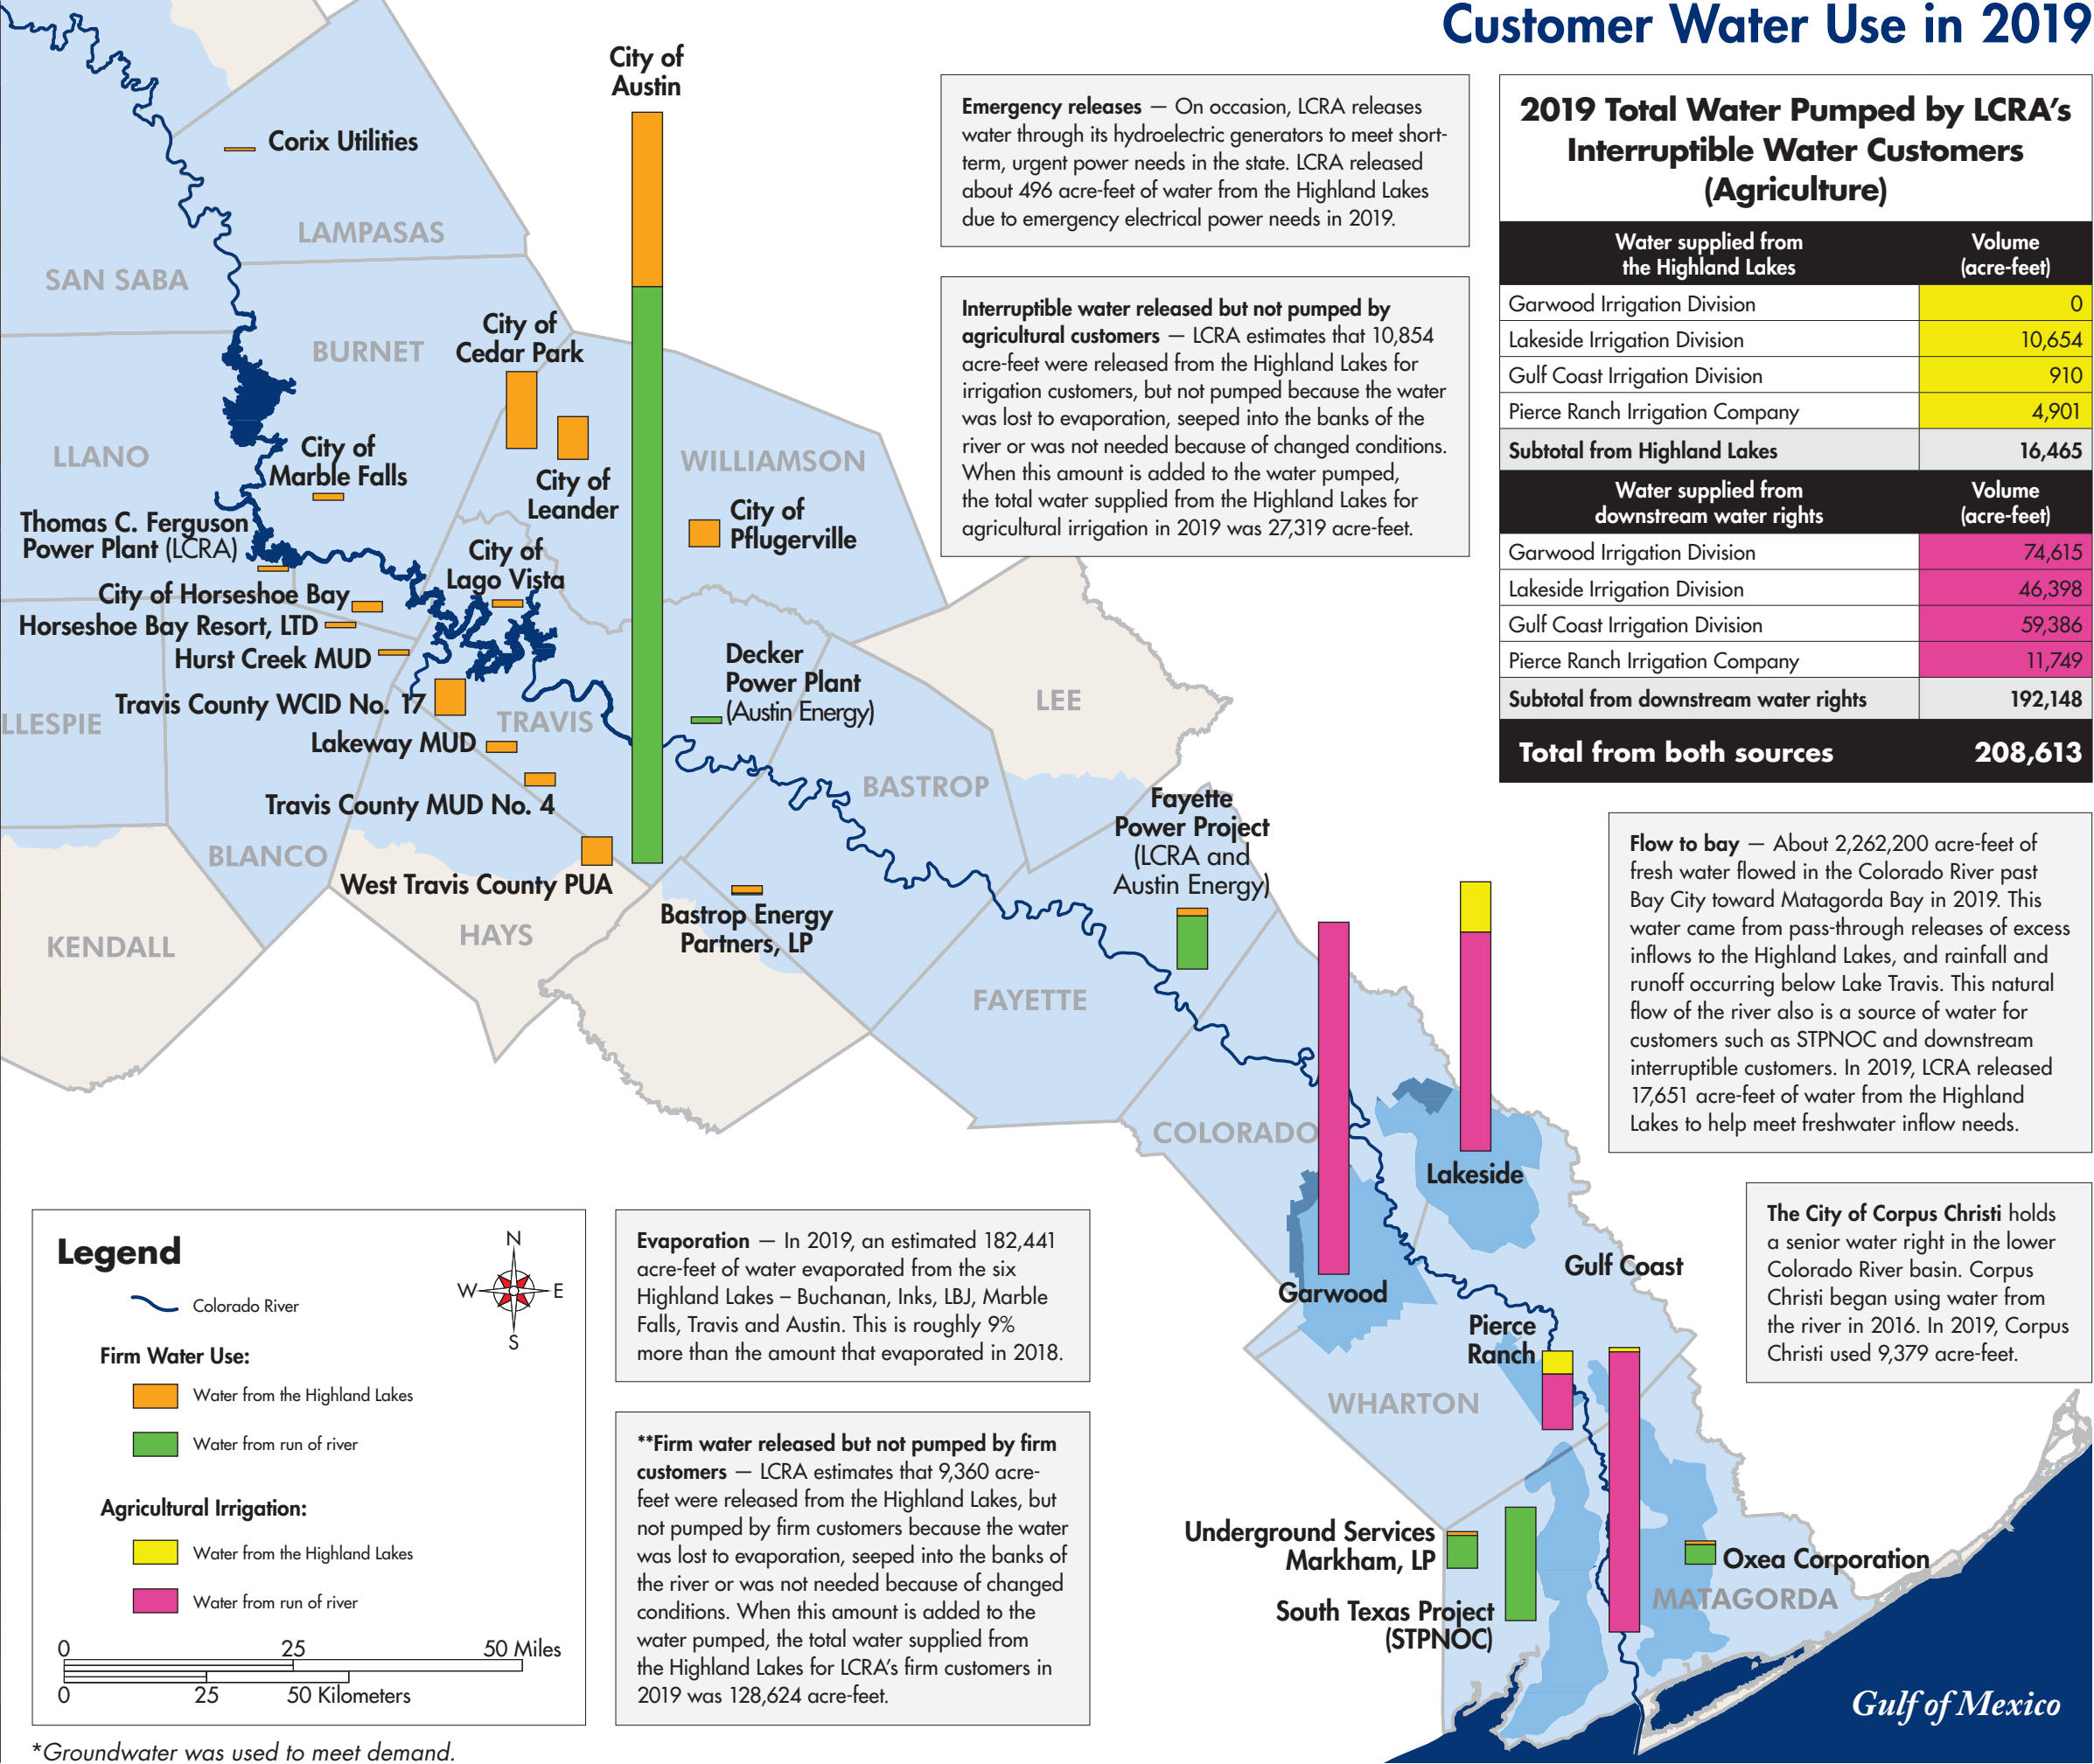 Customer Water Use in 2019
City of
Austin
Corix Utilities
LAMPASAS
SAN SABA
BURNET
City of
Cedar Park
City of
Leander
WILLIAMSON
LLANO
City of
Marble Falls
City of
Pflugerville
Thomas C. Ferguson
Power Plant (LCRA)
City of
Lago Vista
City of Horseshoe Bay
Horseshoe Bay Resort, LTD
Hurst Creek MUD
Travis County WCID No. 17
LLESPIE
TRAVIS
Decker
Power Plant
(Austin Energy)
Lakeway MUD
Travis County MUD No. 4
BLANCO
West Travis County PUA
KENDALL
HAYS
Bastrop Energy
Partners, LP
LEE
BASTROP
Fayette
Power Project
(LCRA and
Austin Energy)
FAYETTE
COLORADO
Lakeside
Garwood
Gulf Coast
Pierce
Ranch
WHARTON
Underground Services
Markham, LP
South Texas Project
(STPNOC)
Oxea Corporation
MATAGORDA
Gulf of Mexico
Emergency releases — On occasion, LCRA releases
water through its hydroelectric generators to meet short-
term, urgent power needs in the state. LCRA released
about 496 acre-feet of water from the Highland Lakes
due to emergency electrical power needs in 2019.
Interruptible water released but not pumped by
agricultural customers — LCRA estimates that 10,854
acre-feet were released from the Highland Lakes for
irrigation customers, but not pumped because the water
was lost to evaporation, seeped into the banks of the
river or was not needed because of changed conditions.
When this amount is added to the water pumped,
the total water supplied from the Highland Lakes for
agricultural irrigation in 2019 was 27,319 acre-feet.
2019 Total Water Pumped by LCRA’s
Interruptible Water Customers
(Agriculture)
Water supplied from
the Highland Lakes
Volume
(acre-feet)
Garwood Irrigation Division 0
Lakeside Irrigation Division 10,654
Gulf Coast Irrigation Division 910
Pierce Ranch Irrigation Company 4,901
Subtotal from Highland Lakes 16,465
Water supplied from
downstream water rights
Volume
(acre-feet)
Garwood Irrigation Division 74,615
Lakeside Irrigation Division 46,398
Gulf Coast Irrigation Division 59,386
Pierce Ranch Irrigation Company 11,749
Subtotal from downstream water rights 192,148
Total from both sources 208,613
Flow to bay — About 2,262,200 acre-feet of
fresh water flowed in the Colorado River past
Bay City toward Matagorda Bay in 2019. This
water came from pass-through releases of excess
inflows to the Highland Lakes, and rainfall and
runoff occurring below Lake Travis. This natural
flow of the river also is a source of water for
customers such as STPNOC and downstream
interruptible customers. In 2019, LCRA released
17,651 acre-feet of water from the Highland
Lakes to help meet freshwater inflow needs.
The City of Corpus Christi holds
a senior water right in the lower
Colorado River basin. Corpus
Christi began using water from
the river in 2016. In 2019, Corpus
Christi used 9,379 acre-feet.
Legend
N
W E
S
Colorado River
Firm Water Use:
Water from the Highland Lakes
Water from run of river
Agricultural Irrigation:
Water from the Highland Lakes
Water from run of river
0 25 50 Miles
0 25 50 Kilometers
Evaporation — In 2019, an estimated 182,441
acre-feet of water evaporated from the six
Highland Lakes – Buchanan, Inks, LBJ, Marble
Falls, Travis and Austin. This is roughly 9%
more than the amount that evaporated in 2018.
**Firm water released but not pumped by firm
customers — LCRA estimates that 9,360 acre-
feet were released from the Highland Lakes, but
not pumped by firm customers because the water
was lost to evaporation, seeped into the banks of
the river or was not needed because of changed
conditions. When this amount is added to the
water pumped, the total water supplied from
the Highland Lakes for LCRA’s firm customers in
2019 was 128,624 acre-feet.
*Groundwater was used to meet demand.